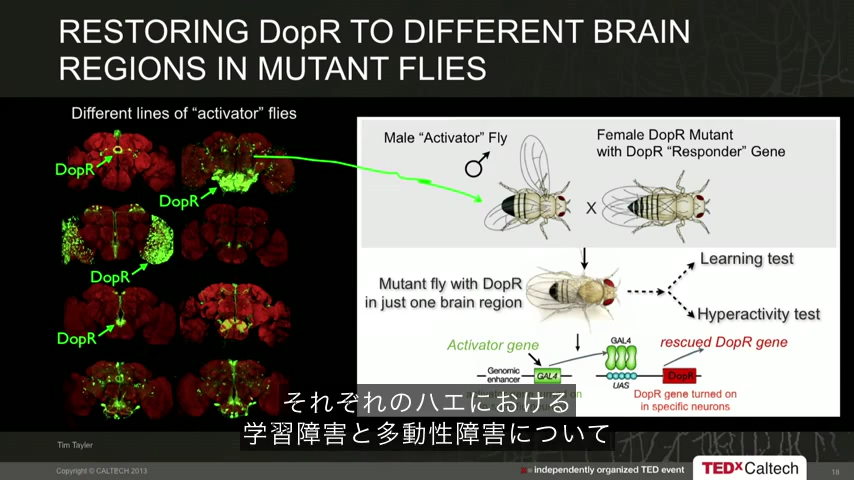 RESTORING DopR TO DIFFERENT BRAIN
REGIONS IN MUTANT FLIES
Different lines of “activator” flies
DopR
DopR
DopR
DopR
Male “Activator” Fly
Female DopR Mutant
with DopR “Responder” Gene
X
Mutant fly with DopR
in just one brain region
Learning test
Hyperactivity test
Activator gene
GAL4
rescued DopR gene
Genomic
enhancer
GAL4
UAS
DopR
DopR gene turned on
in specific neurons
それぞれのハエにおける
学習障害と多動性障害について
Tim Tayler
Copyright © CALTECH 2013
x = independently organized TED event
TEDxCaltech
18